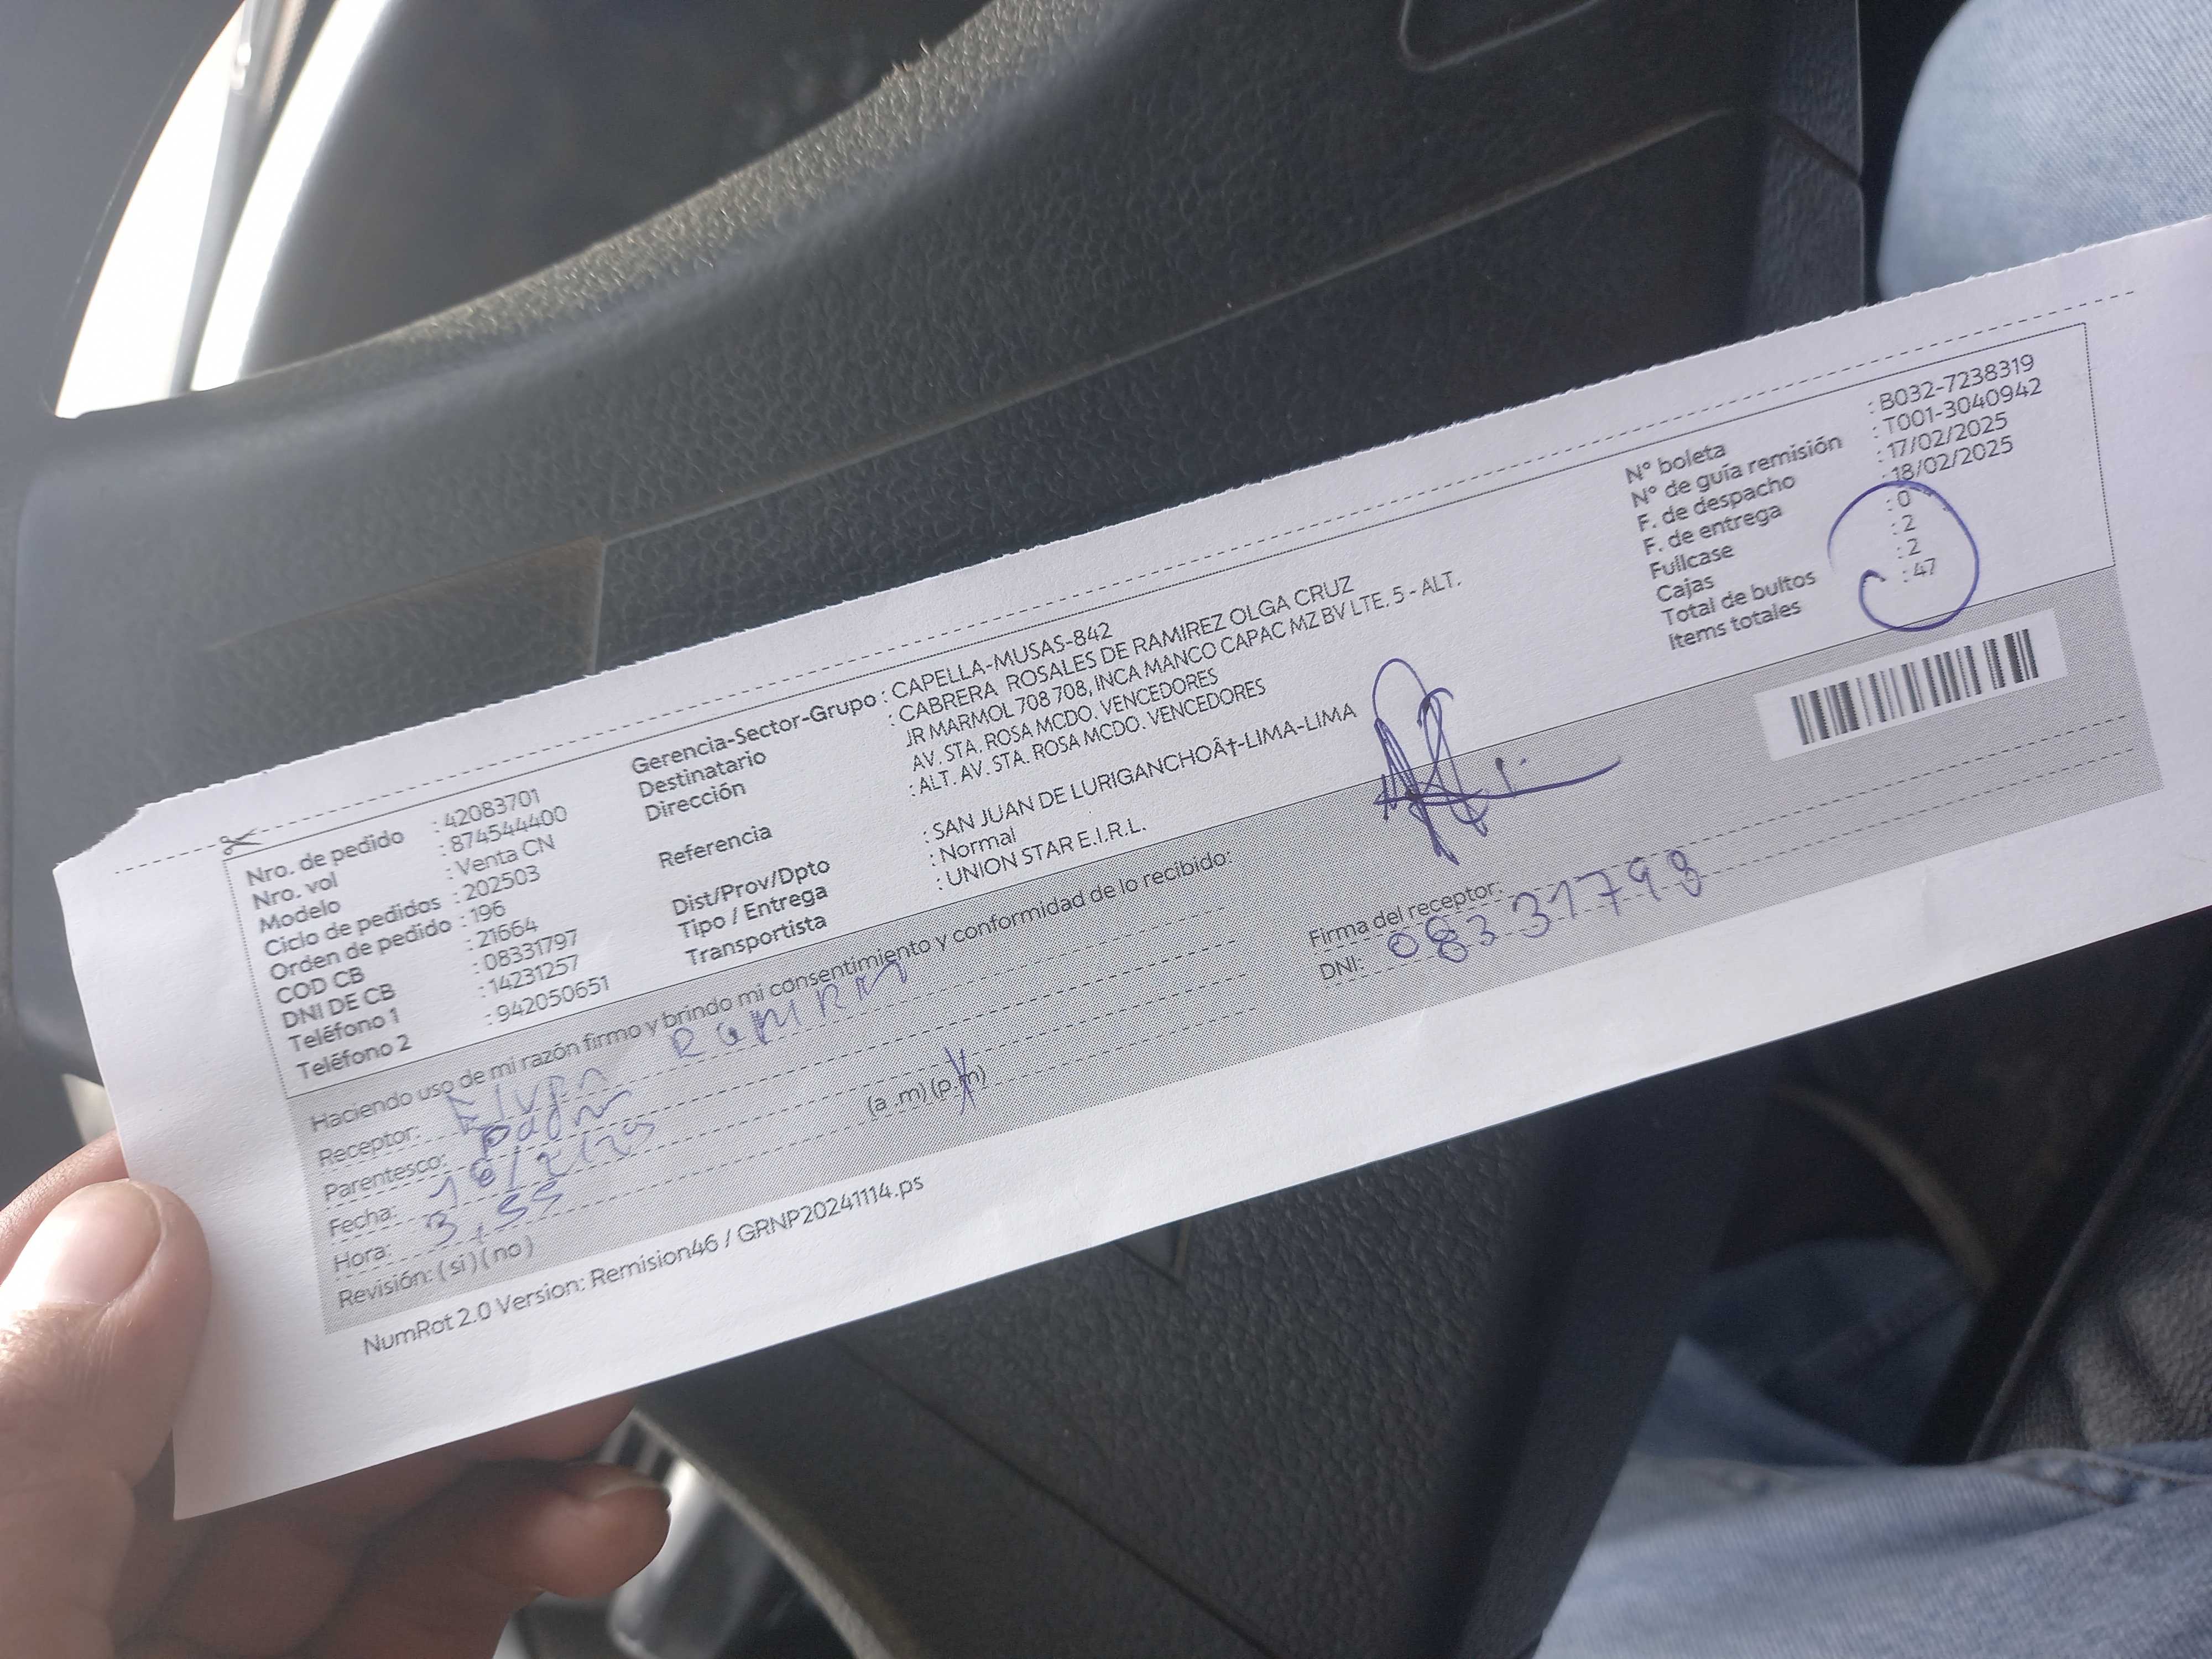 Nro. de pedido : 42083701
Nro. vol : 874544400
Modelo : Venta CN
Ciclo de pedidos : 202503
Orden de pedido : 196
COD CB : 21664
DNI DE CB : 08331797
Teléfono 1 : 14231257
Teléfono 2 : 942050651
Gerencia-Sector-Grupo : CAPELLA-MUSAS-842
Destinatario : CABRERA ROSALES DE RAMIREZ OLGA CRUZ
Dirección JR MARMOL 708 708, INCA MANCO CAPAC MZ BV LTE. 5 - ALT.
AV. STA. ROSA MCDO. VENCEDORES
Referencia : ALT. AV. STA. ROSA MCDO. VENCEDORES
Dist/Prov/Dpto : SAN JUAN DE LURIGANCHOÂ†-LIMA-LIMA
Tipo / Entrega : Normal
Transportista : UNION STAR E.I.R.L.
N° boleta : B032-7238319
N° de guía remisión : T001-3040942
F. de despacho : 17/02/2025
F. de entrega : 18/02/2025
Fullcase : 0
Cajas : 2
Total de bultos : 2
Items totales : 47
Haciendo uso de mi razón firmo y brindo mi consentimiento y conformidad de lo recibido:
Receptor:
Parentesco:
Fecha:
Hora: 3,55 (a .m) (p.m)
Revisión: ( si ) ( no )
Firma del receptor:
DNI: 08331798
NumRot 2.0 Version: Remision46 / GRNP20241114.ps